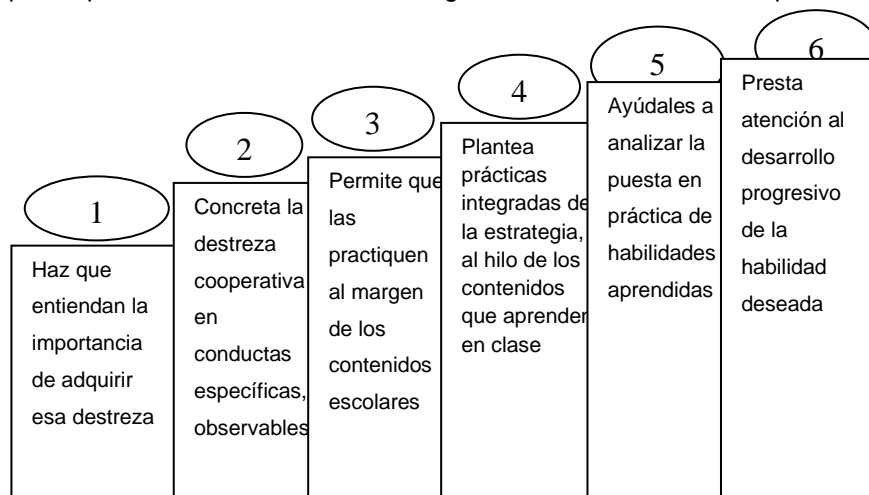 1
Haz que
entiendan la
importancia
de adquirir
esa destreza
2
Concreta la
destreza
cooperativa
en
conductas
específicas,
observables
3
Permite que
las
practiquen
al margen
de los
contenidos
escolares
4
Plantea
prácticas
integradas de
la estrategia,
al hilo de los
contenidos
que aprenden
en clase
5
Ayúdales a
analizar la
puesta en
práctica de
habilidades
aprendidas
6
Presta
atención al
desarrollo
progresivo
de la
habilidad
deseada